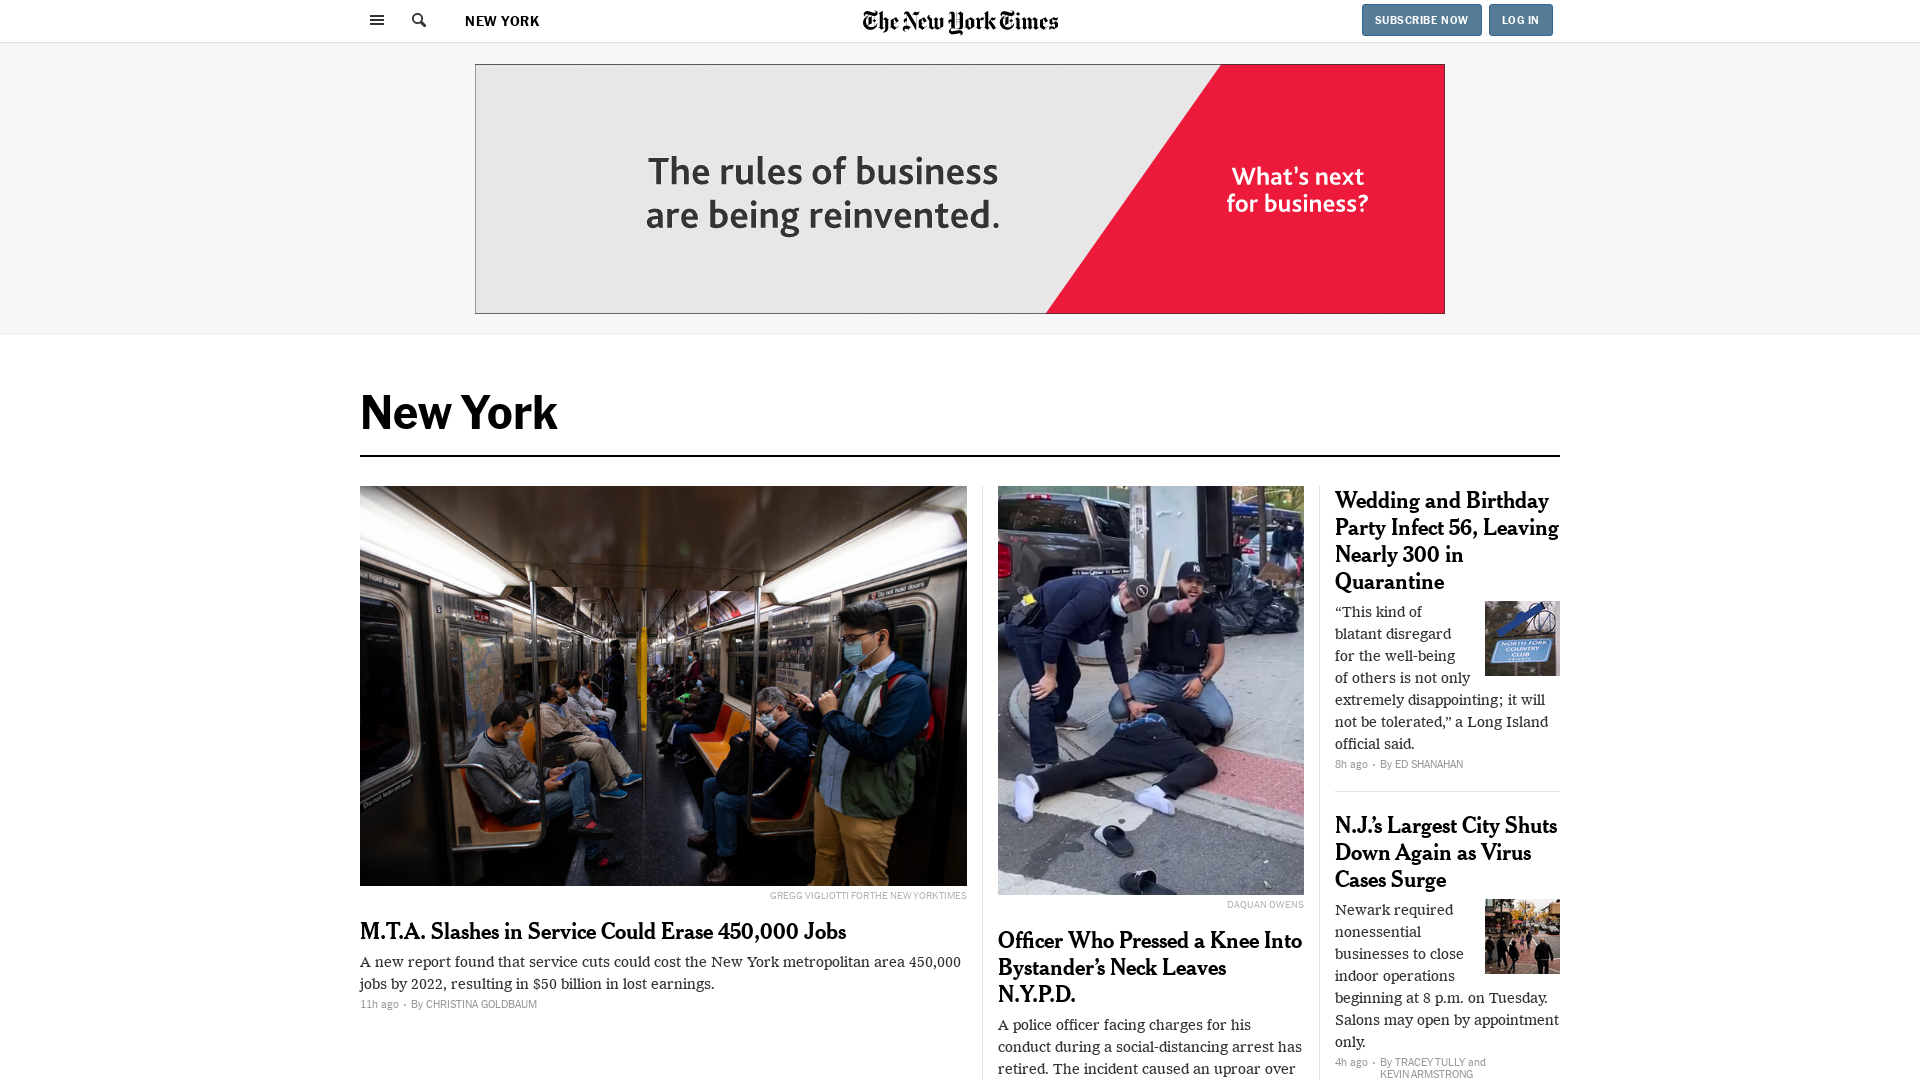 NEW YORK
The New York Times
SUBSCRIBE NOW
LOG IN
The rules of business
are being reinvented.
What's next
for business?
New York
GREGG VIGLIOTTI FOR THE NEW YORK TIMES
M.T.A. Slashes in Service Could Erase 450,000 Jobs
A new report found that service cuts could cost the New York metropolitan area 450,000
jobs by 2022, resulting in $50 billion in lost earnings.
11h ago · By CHRISTINA GOLDBAUM
DAQUAN OWENS
Officer Who Pressed a Knee Into
Bystander’s Neck Leaves
N.Y.P.D.
A police officer facing charges for his
conduct during a social-distancing arrest has
retired. The incident caused an uproar over
Wedding and Birthday
Party Infect 56, Leaving
Nearly 300 in
Quarantine
“This kind of
blatant disregard
for the well-being
of others is not only
extremely disappointing; it will
not be tolerated,” a Long Island
official said.
NORTH FORK
COUNTRY
CLUB
8h ago · By ED SHANAHAN
N.J.’s Largest City Shuts
Down Again as Virus
Cases Surge
Newark required
nonessential
businesses to close
indoor operations
beginning at 8 p.m. on Tuesday.
Salons may open by appointment
only.
4h ago · By TRACEY TULLY and
KEVIN ARMSTRONG